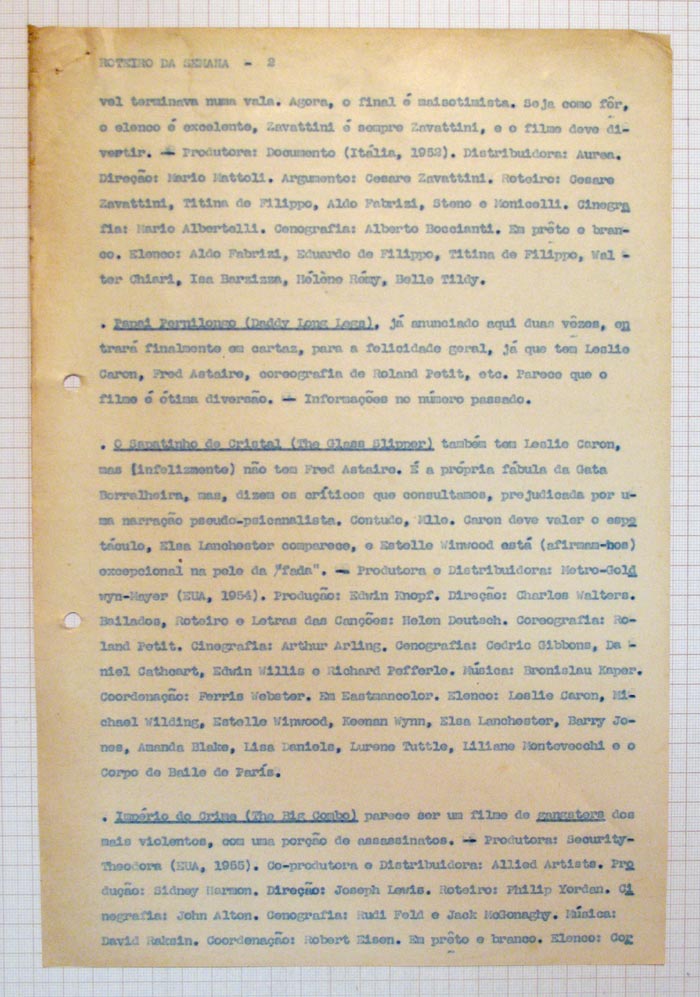 ROTEIRO DA SEMANA - 2
vel terminava numa vala. Agora, o final é maisotimista. Seja como fôr,
o elenco é excelente, Zavattini é sempre Zavattini, e o filme deve di-
vertir. - Produtora: Documento (Itália, 1952). Distribuidora: Aurea.
Direção: Mario Mattoli. Argumento: Cesare Zavattini. Roteiro: Cesare
Zavattini, Titina de Filippo, Aldo Fabrizi, Steno e Monicelli. Cinegra
fia: Mario Albertelli. Cenografia: Alberto Boccianti. Em prêto e bran-
co. Elenco: Aldo Fabrizi, Eduardo de Filippo, Titina de Filippo, Wal -
ter Chiari, Isa Barzizza, Hélène Rémy, Belle Tildy.
. Papai Pernilongo (Daddy Long Legs), já anunciado aqui duas vêzes, en
trará finalmente em cartaz, para a felicidade geral, já que tem Leslie
Caron, Fred Astaire, coreografia de Roland Petit, etc. Parece que o
filme é ótima diversão. - Informações no número passado.
. O Sapatinho de Cristal (The Glass Slipper) também tem Leslie Caron,
mas (infelizmente) não tem Fred Astaire. É a própria fábula da Gata
Borralheira, mas, dizem os críticos que consultamos, prejudicada por u-
ma narração pseudo-psicanalista. Contudo, Mlle. Caron deve valer o espe
táculo, Elsa Lanchester comparece, e Estelle Winwood está (afirmam-nos)
excepcional na pele da "fada". - Produtora e Distribuidora: Metro-Gold
wyn-Mayer (EUA, 1954). Produção: Edwin Knopf. Direção: Charles Walters.
Bailados, Roteiro e Letras das Canções: Helen Deutsch. Coreografia: Ro-
land Petit. Cinegrafia: Arthur Arling. Cenografia: Cedric Gibbons, Da -
niel Cathcart, Edwin Willis e Richard Pefferle. Música: Bronislau Kaper.
Coordenação: Ferris Webster. Em Eastmancolor. Elenco: Leslie Caron, Mi-
chael Wilding, Estelle Winwood, Keenan Wynn, Elsa Lanchester, Barry Jo-
nes, Amanda Blake, Lisa Daniels, Lurene Tuttle, Liliane Montevecchi e o
Corpo de Baile de París.
. Império do Crime (The Big Combo) parece ser um filme de gangsters dos
mais violentos, com uma porção de assassinatos. - Produtora: Security-
Theodora (EUA, 1955). Co-produtora e Distribuidora: Allied Artists. Pro
dução: Sidney Harmon. Direção: Joseph Lewis. Roteiro: Philip Yordan. Ci
negrafia: John Alton. Cenografia: Rudi Feld e Jack McConaghy. Música:
David Raksin. Coordenação: Robert Eisen. Em prêto e branco. Elenco: Cor